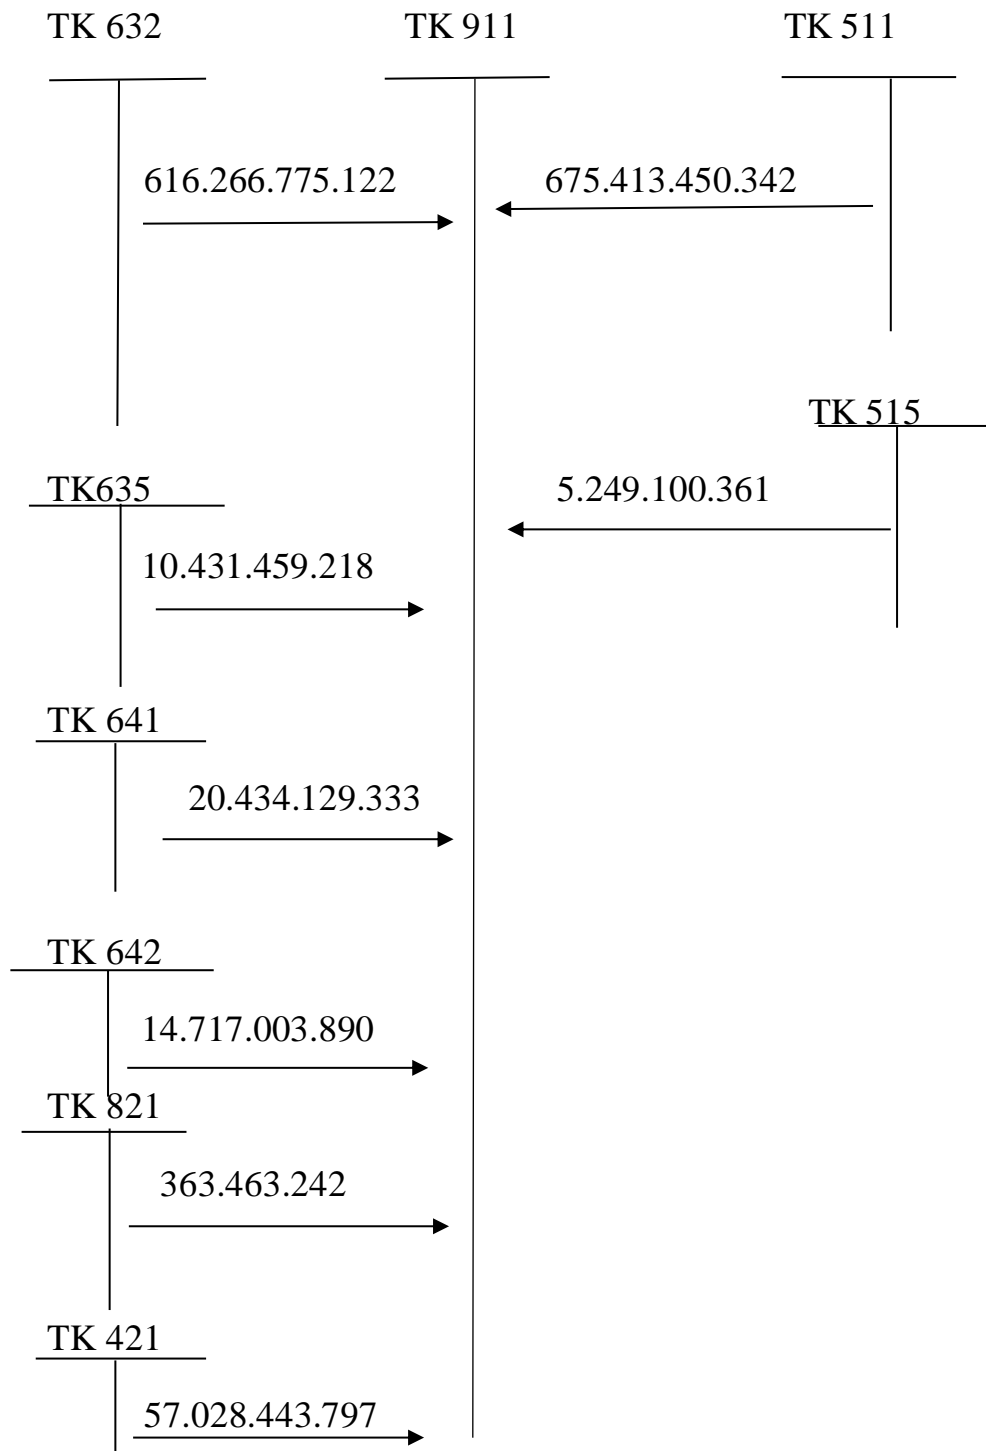 TK 632 TK 911 TK 511
616.266.775.122 675.413.450.342
TK 515
TK635 5.249.100.361
10.431.459.218
TK 641
20.434.129.333
TK 642
14.717.003.890
TK 821
363.463.242
TK 421
57.028.443.797